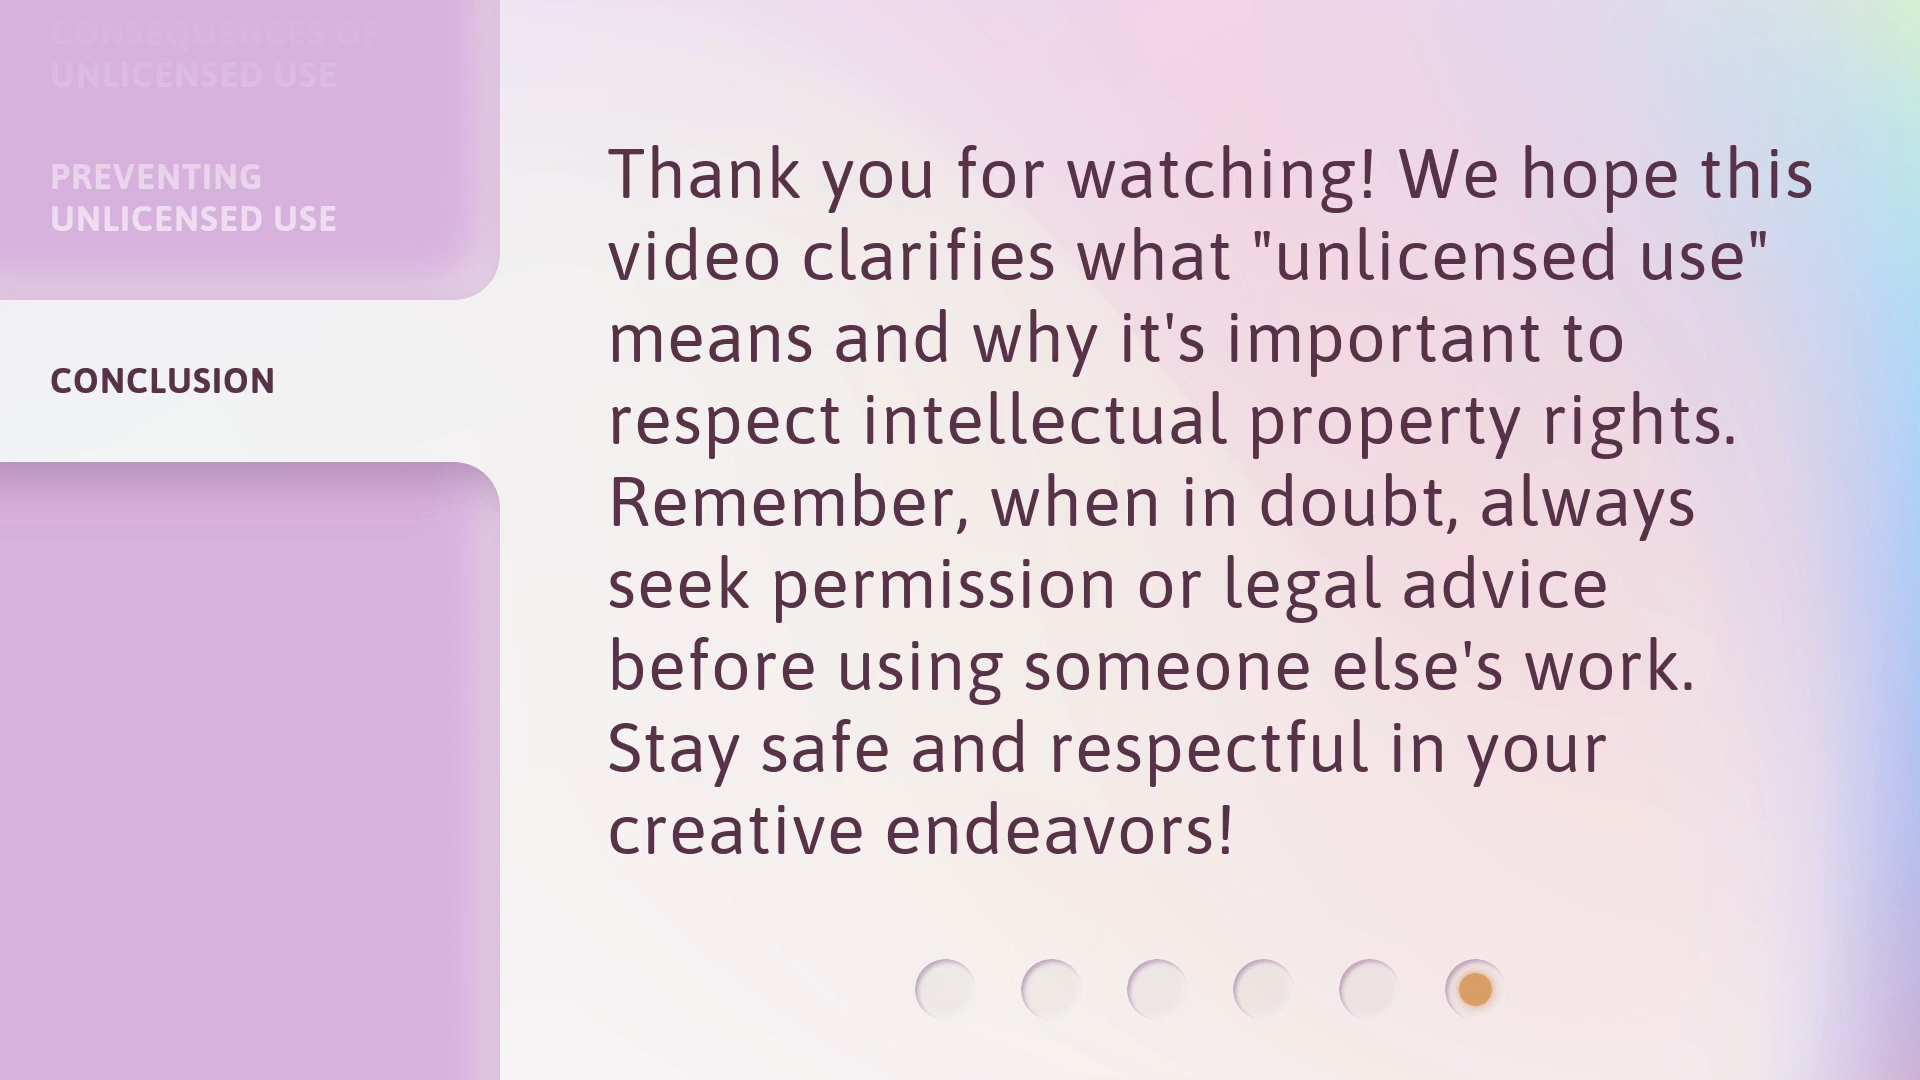 CONSEQUENCES OF
UNLICENSED USE
PREVENTING
UNLICENSED USE
CONCLUSION
Thank you for watching! We hope this
video clarifies what "unlicensed use"
means and why it's important to
respect intellectual property rights.
Remember, when in doubt, always
seek permission or legal advice
before using someone else's work.
Stay safe and respectful in your
creative endeavors!